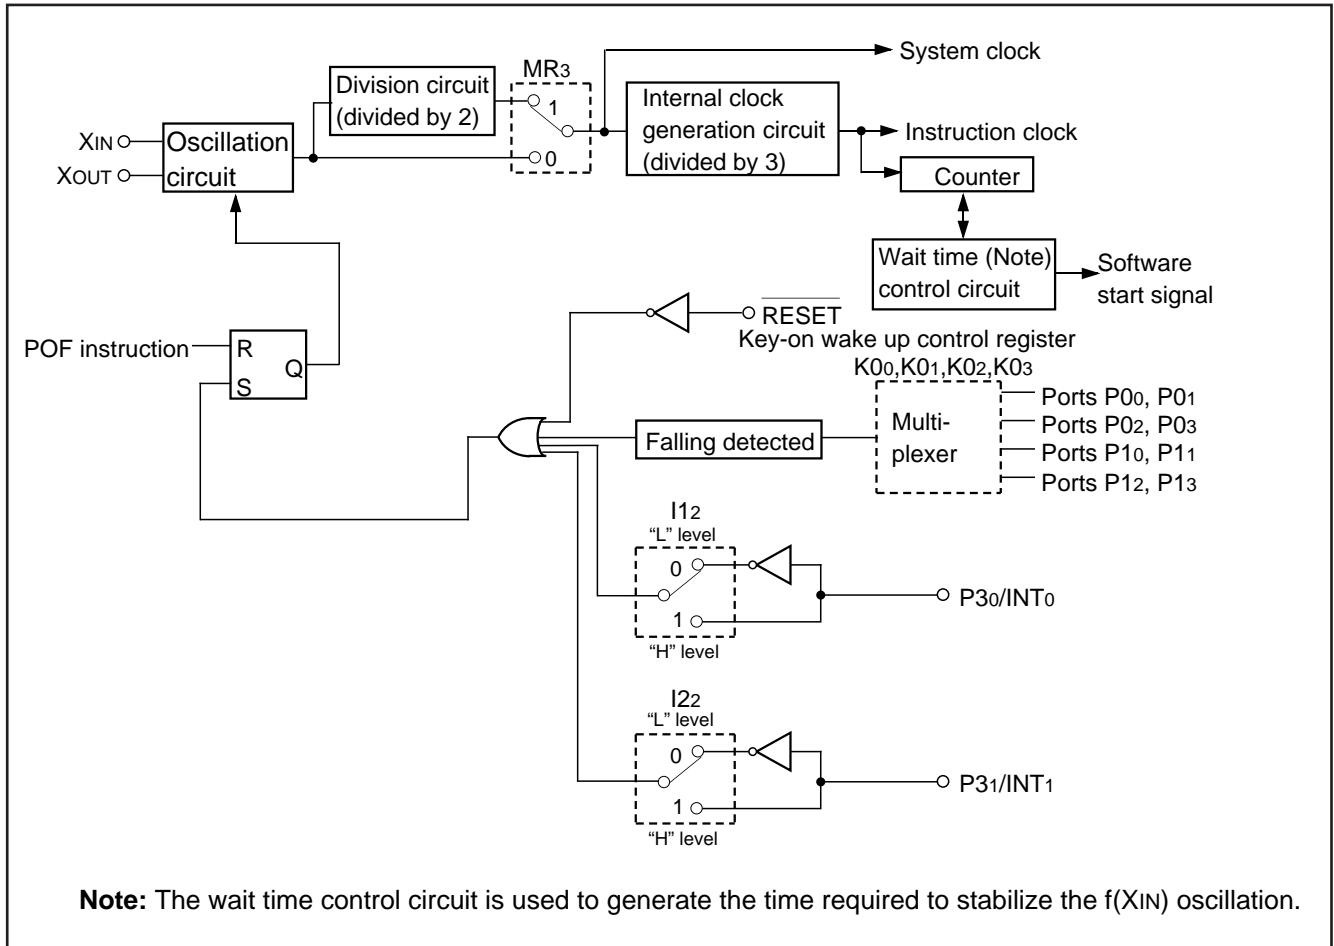 System clock
MR3
Division circuit
(divided by 2)
1
0
Internal clock
generation circuit
(divided by 3)
Instruction clock
XIN
XOUT
Oscillation
circuit
Counter
Wait time (Note)
control circuit
Software
start signal
RESET
Key-on wake up control register
K00,K01,K02,K03
POF instruction
R
S
Q
Falling detected
Multi-
plexer
Ports P00, P01
Ports P02, P03
Ports P10, P11
Ports P12, P13
I12
“L” level
0
1
“H” level
P30/INT0
I22
“L” level
0
1
“H” level
P31/INT1
Note: The wait time control circuit is used to generate the time required to stabilize the f(XIN) oscillation.